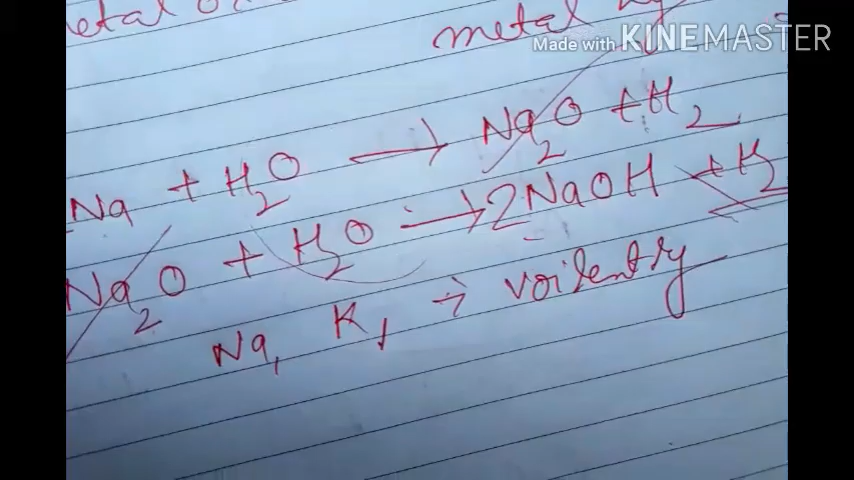 metal
Made with KINEMASTER
Na + H₂O → Na₂O + H₂
Na₂O + H₂O → 2NaOH + H₂
Na, K, → voilently